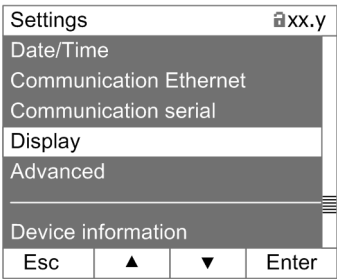 Settings xx.y
Date/Time
Communication Ethernet
Communication serial
Display
Advanced
Device information
Esc ▲ ▼ Enter